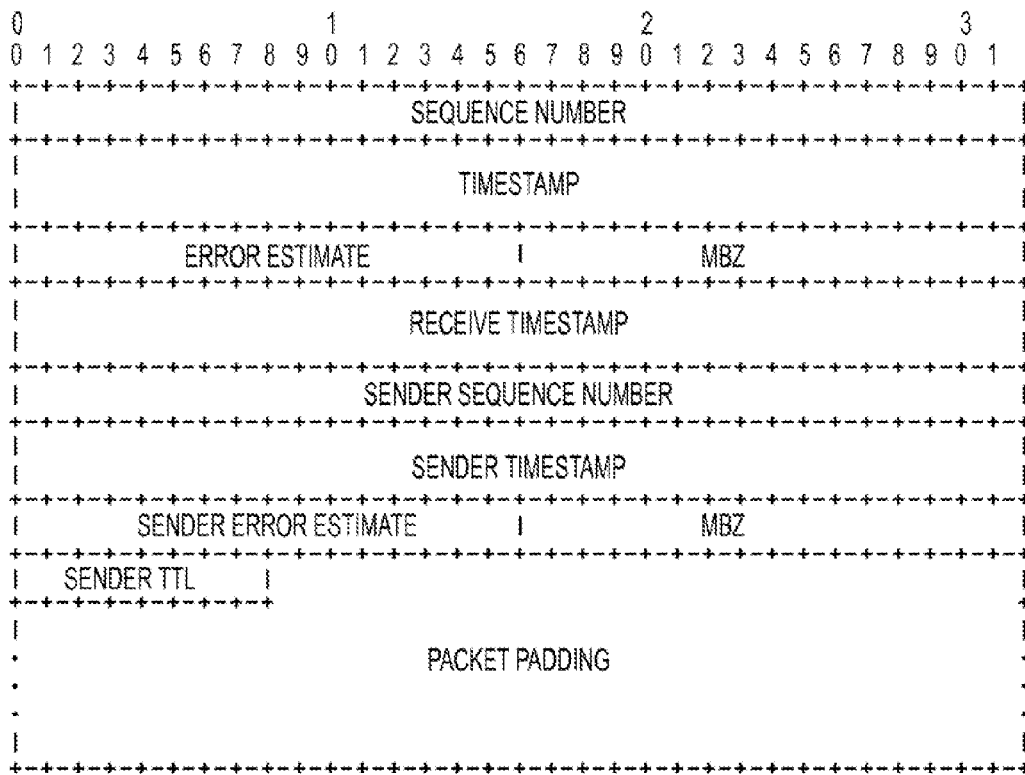 0 1 2 3
0 1 2 3 4 5 6 7 8 9 0 1 2 3 4 5 6 7 8 9 0 1 2 3 4 5 6 7 8 9 0 1
SEQUENCE NUMBER
TIMESTAMP
ERROR ESTIMATE | MBZ
RECEIVE TIMESTAMP
SENDER SEQUENCE NUMBER
SENDER TIMESTAMP
SENDER ERROR ESTIMATE | MBZ
SENDER TTL
PACKET PADDING